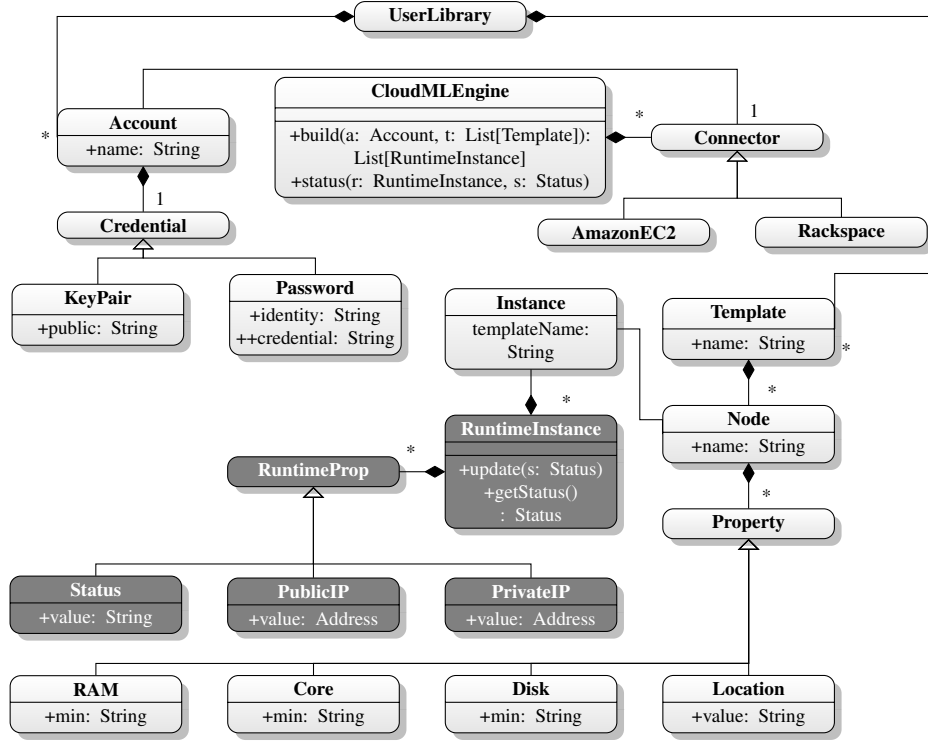 UserLibrary
CloudMLEngine
+build(a: Account, t: List[Template]):
List[RuntimeInstance]
+status(r: RuntimeInstance, s: Status)
*
1
Connector
*
Account
+name: String
1
Credential
AmazonEC2
Rackspace
KeyPair
+public: String
Password
+identity: String
++credential: String
Instance
templateName:
String
Template
+name: String
*
*
*
Node
+name: String
RuntimeInstance
+update(s: Status)
+getStatus()
: Status
*
RuntimeProp
*
Property
Status
+value: String
PublicIP
+value: Address
PrivateIP
+value: Address
RAM
+min: String
Core
+min: String
Disk
+min: String
Location
+value: String